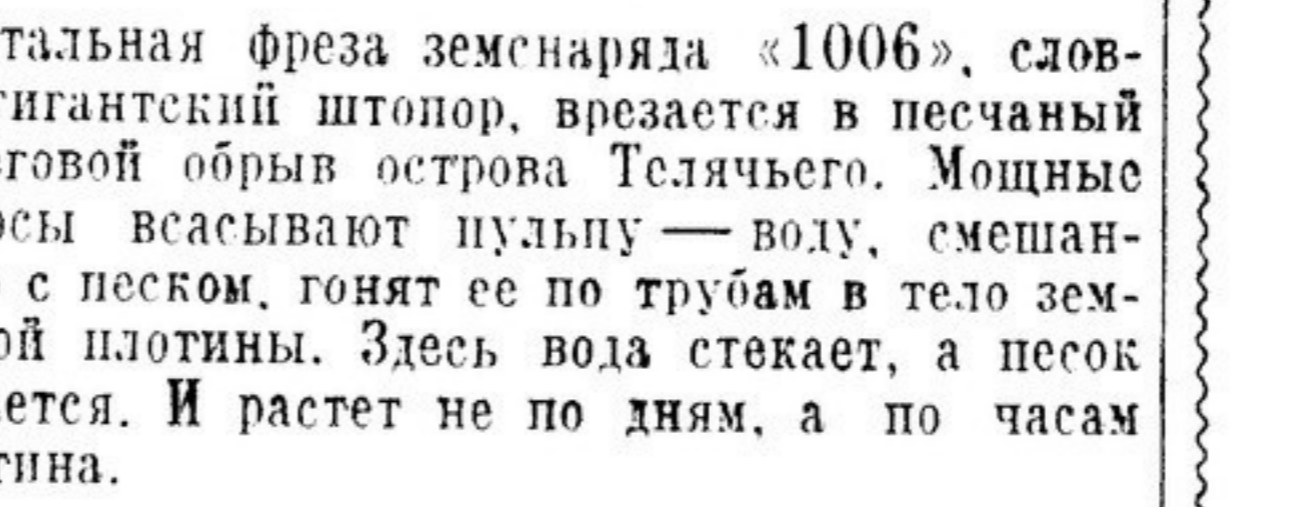 тальная фреза земснаряда «1006», слов-
гигантский штопор, врезается в песчаный
еговой обрыв острова Телячьего. Мощные
осы всасывают пульпу — воду, смешан-
с песком, гонят ее по трубам в тело зем-
ой плотины. Здесь вода стекает, а песок
ется. И растет не по дням, а по часам
тина.